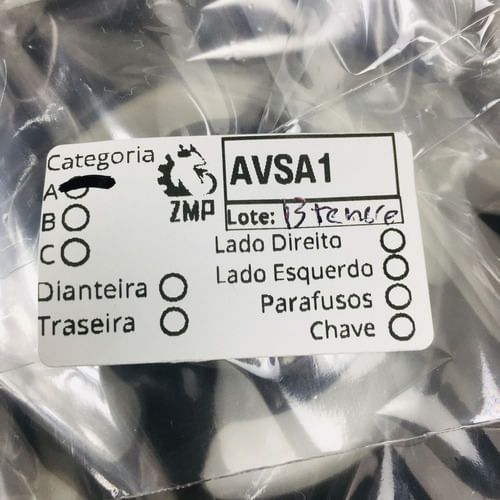 Categoria
A
B
C
ZMP
AVSA1
Lote:
Lado Direito
Lado Esquerdo
Parafusos
Chave
Dianteira
Traseira